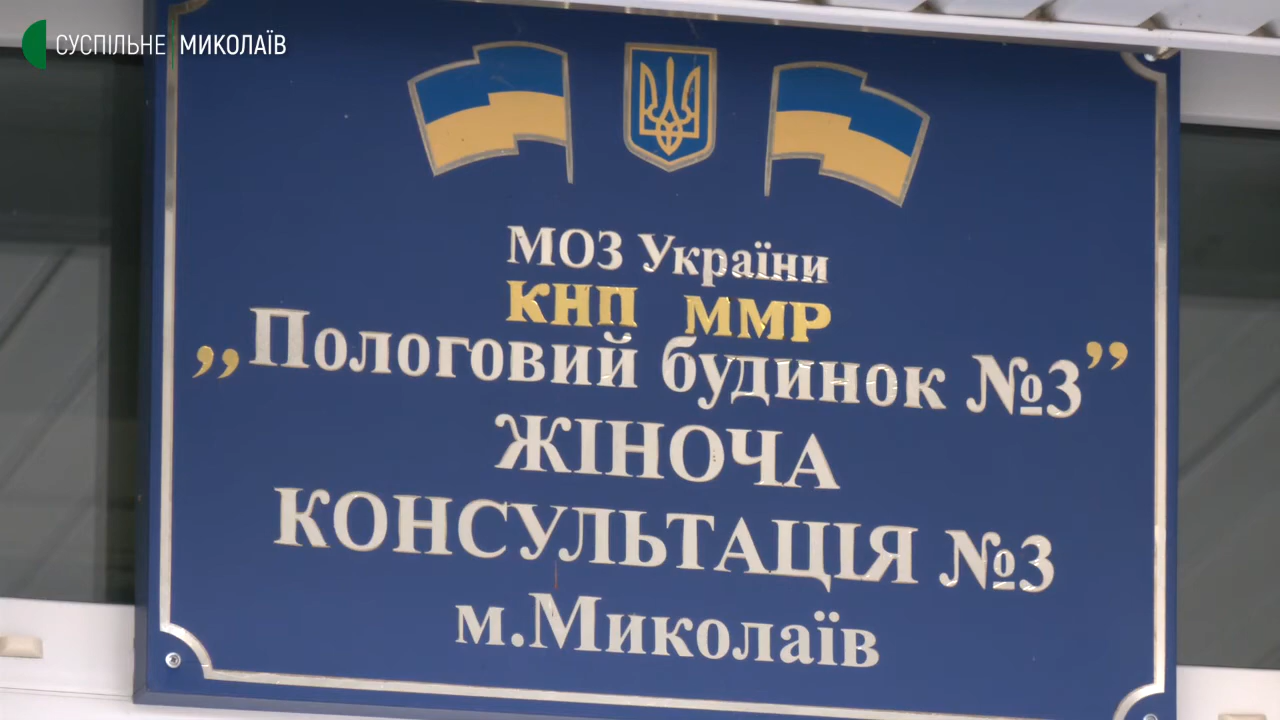 СУСПІЛЬНЕ МИКОЛАЇВ
МОЗ України
КНП ММР
„Пологовий будинок №3”
ЖІНОЧА
КОНСУЛЬТАЦІЯ №3
м.Миколаїв